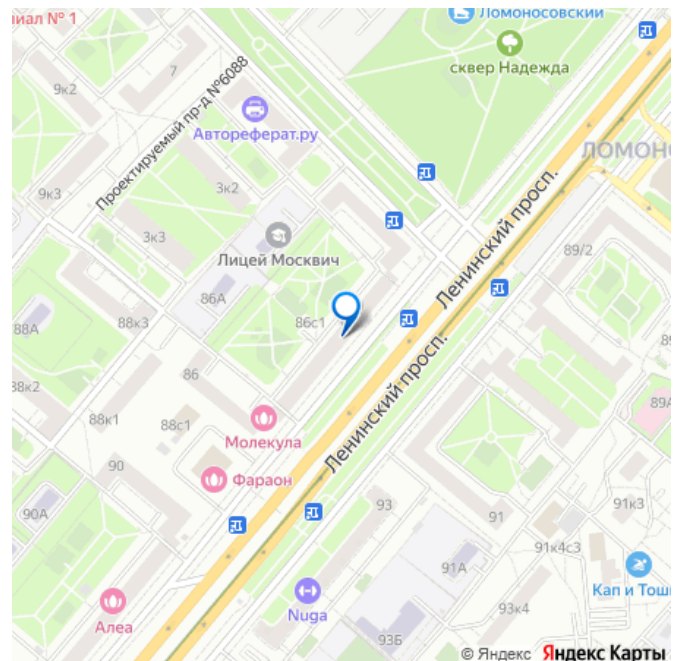 иал № 1
Ломоносовский
сквер Надежда
9к2
7
Проектируемый пр-д №6088
Автореферат.ру
ЛОМОНО
9к3
3к2
3к3
Лицей Москвич
Ленинский просп.
89/2
86А
86с1
88к3
88А
89
86
88к2
88к1
88с1
Молекула
Ленинский просп.
89А
90
Фараон
90А
93
91
91к3
91к4с3
91А
Кап и Тош
Nuga
93к4
Алеа
93Б
© Яндекс Яндекс Карты